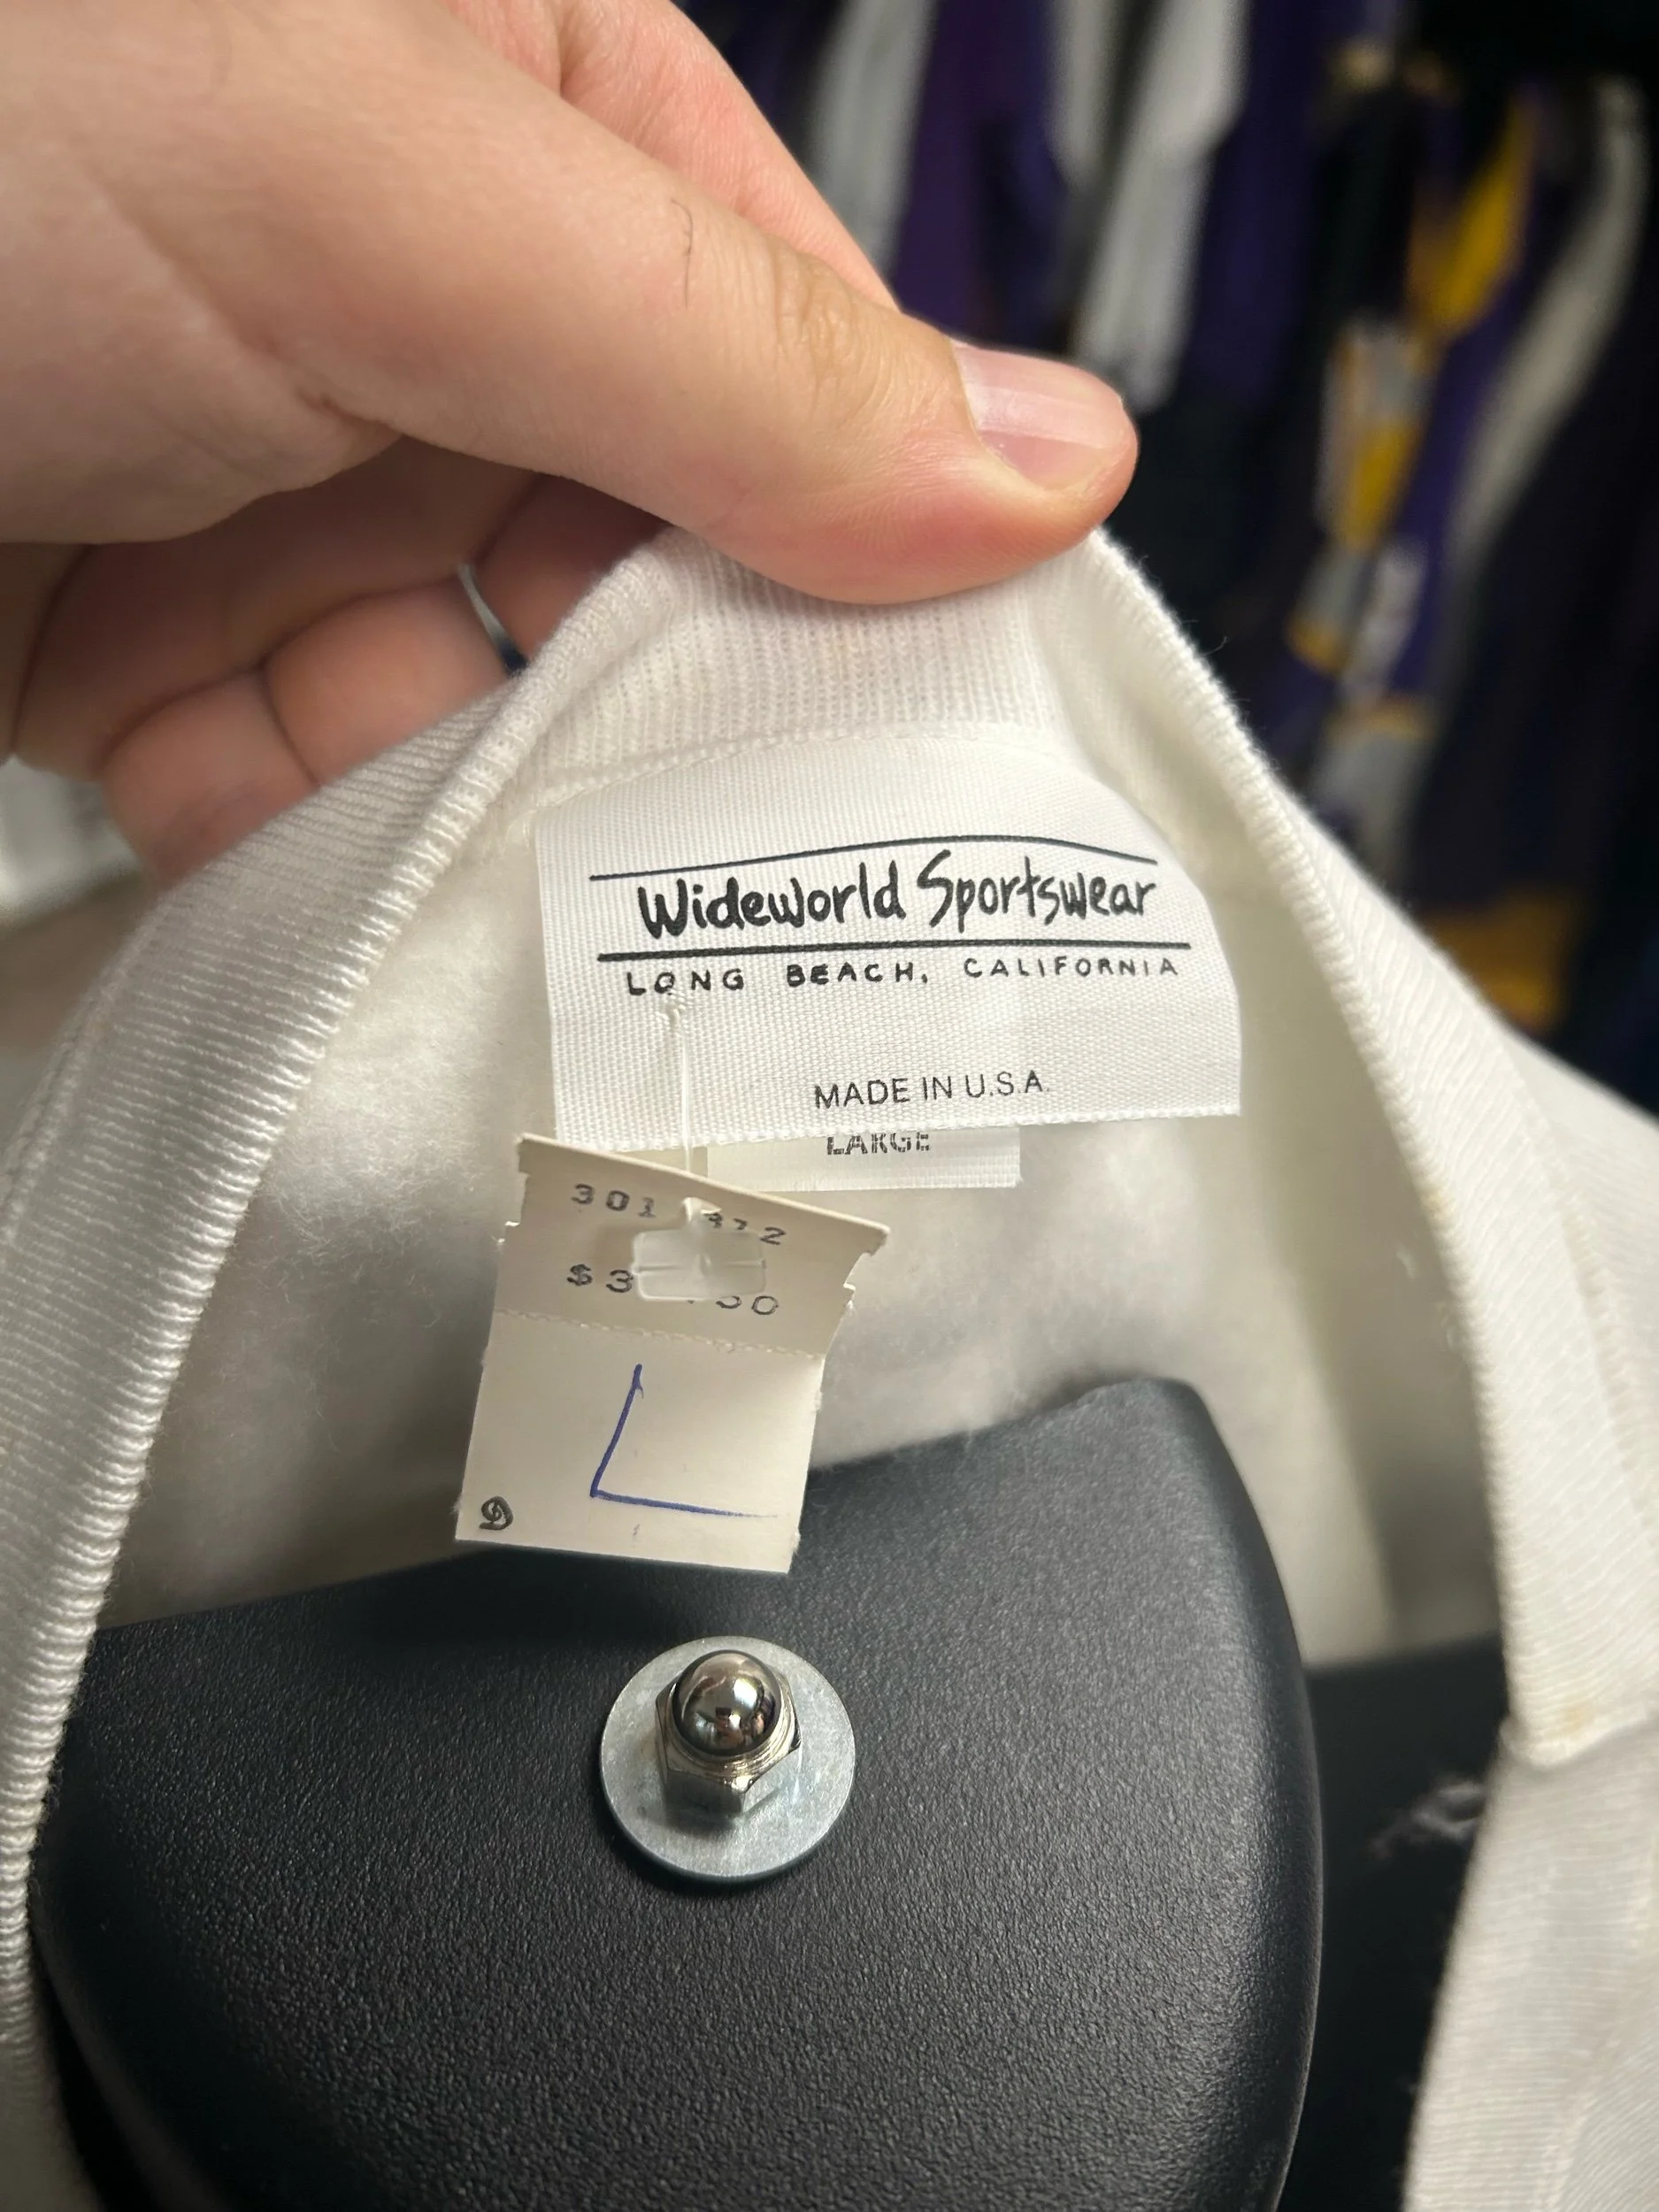 Wideworld Sportswear
LONG BEACH, CALIFORNIA
MADE IN U.S.A.
LARGE
L